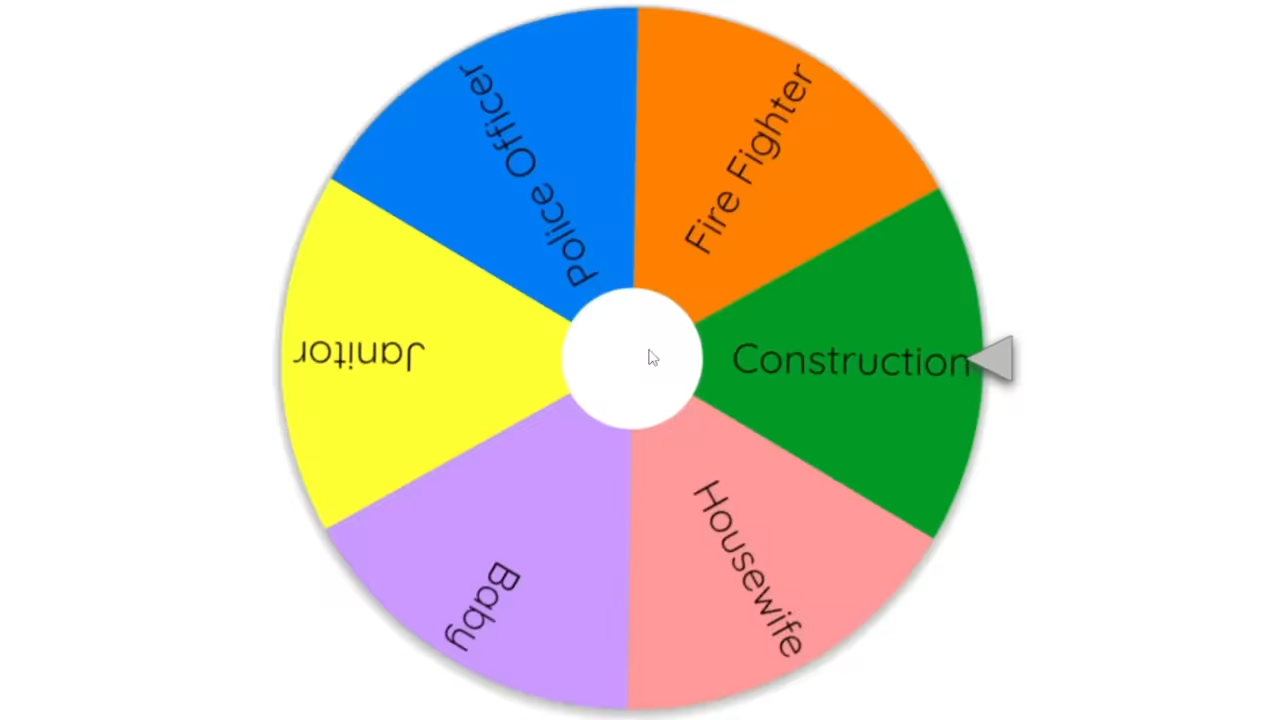 Police Officer
Fire Fighter
Janitor
Construction
Baby
Housewife